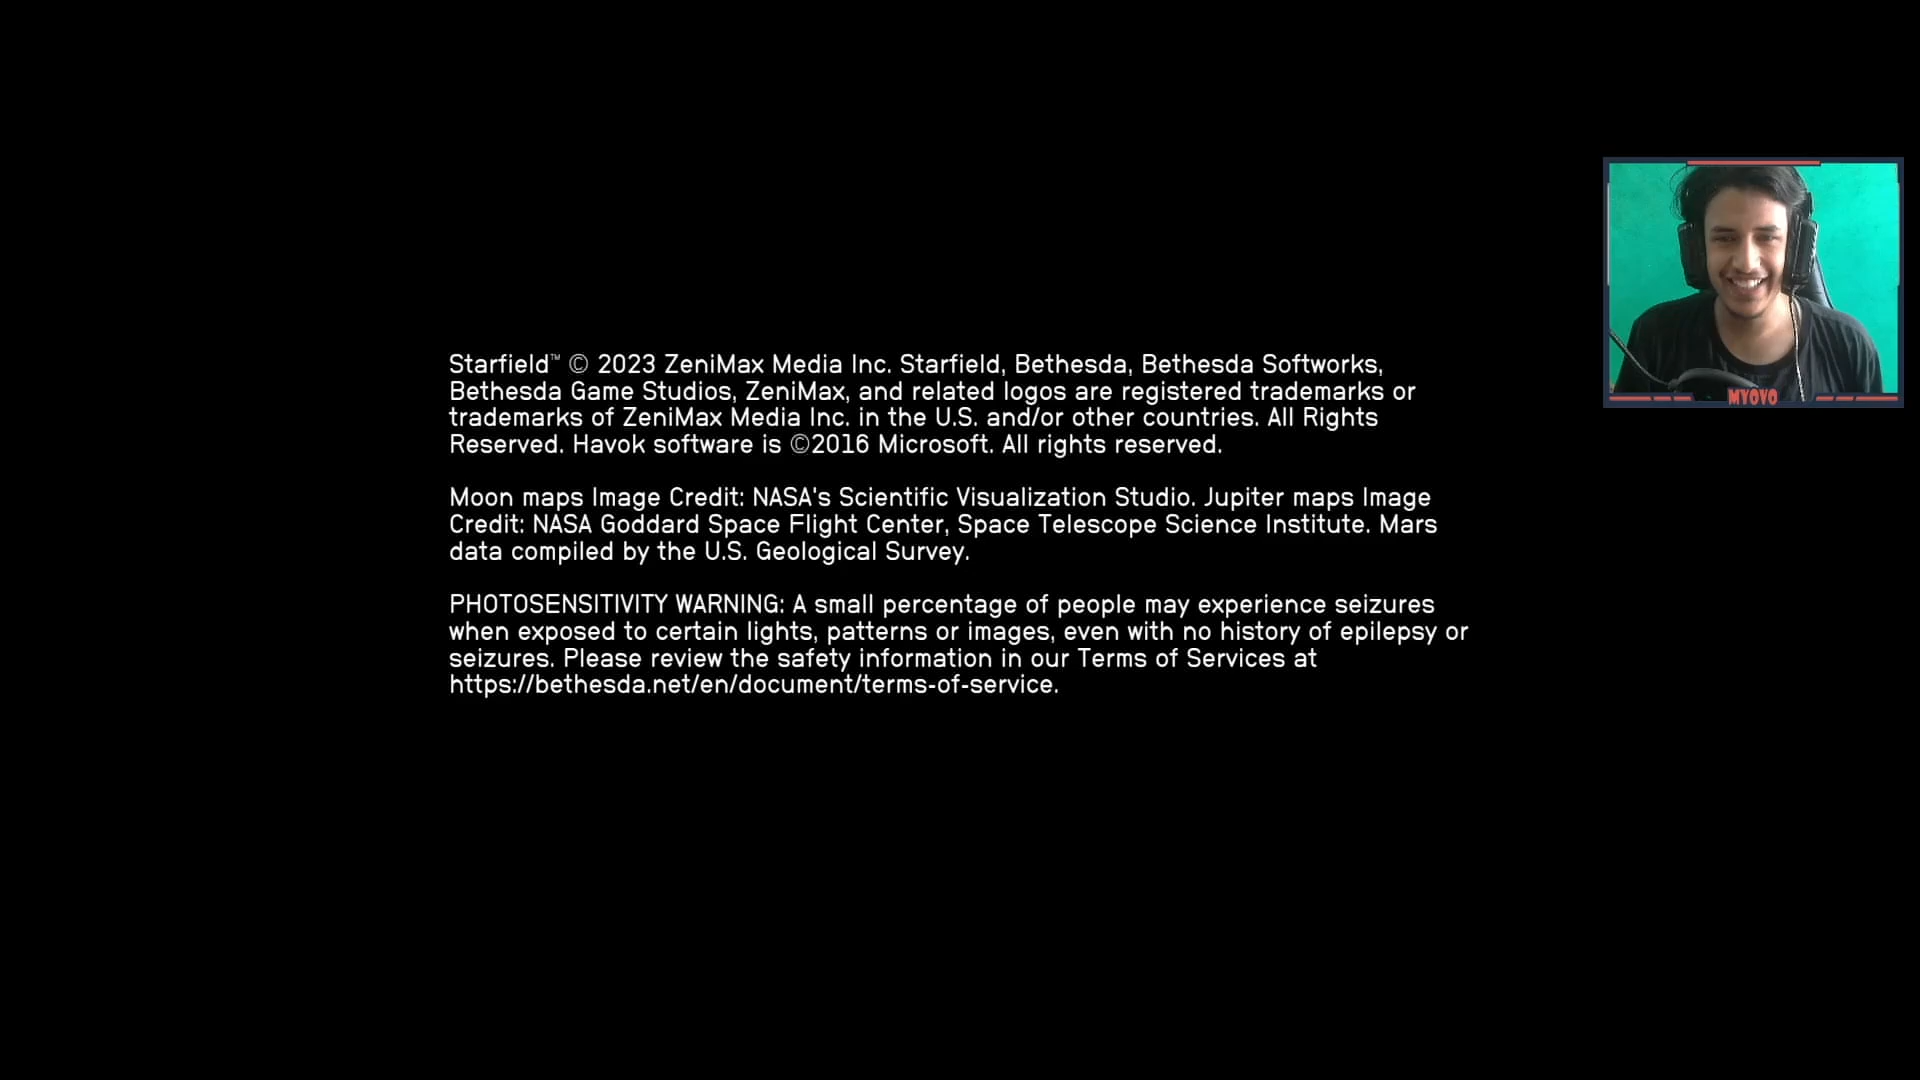 Starfield™ © 2023 ZeniMax Media Inc. Starfield, Bethesda, Bethesda Softworks,
Bethesda Game Studios, ZeniMax, and related logos are registered trademarks or
trademarks of ZeniMax Media Inc. in the U.S. and/or other countries. All Rights
Reserved. Havok software is ©2016 Microsoft. All rights reserved.
Moon maps Image Credit: NASA's Scientific Visualization Studio. Jupiter maps Image
Credit: NASA Goddard Space Flight Center, Space Telescope Science Institute. Mars
data compiled by the U.S. Geological Survey.
PHOTOSENSITIVITY WARNING: A small percentage of people may experience seizures
when exposed to certain lights, patterns or images, even with no history of epilepsy or
seizures. Please review the safety information in our Terms of Services at
https://bethesda.net/en/document/terms-of-service.
MYOVO